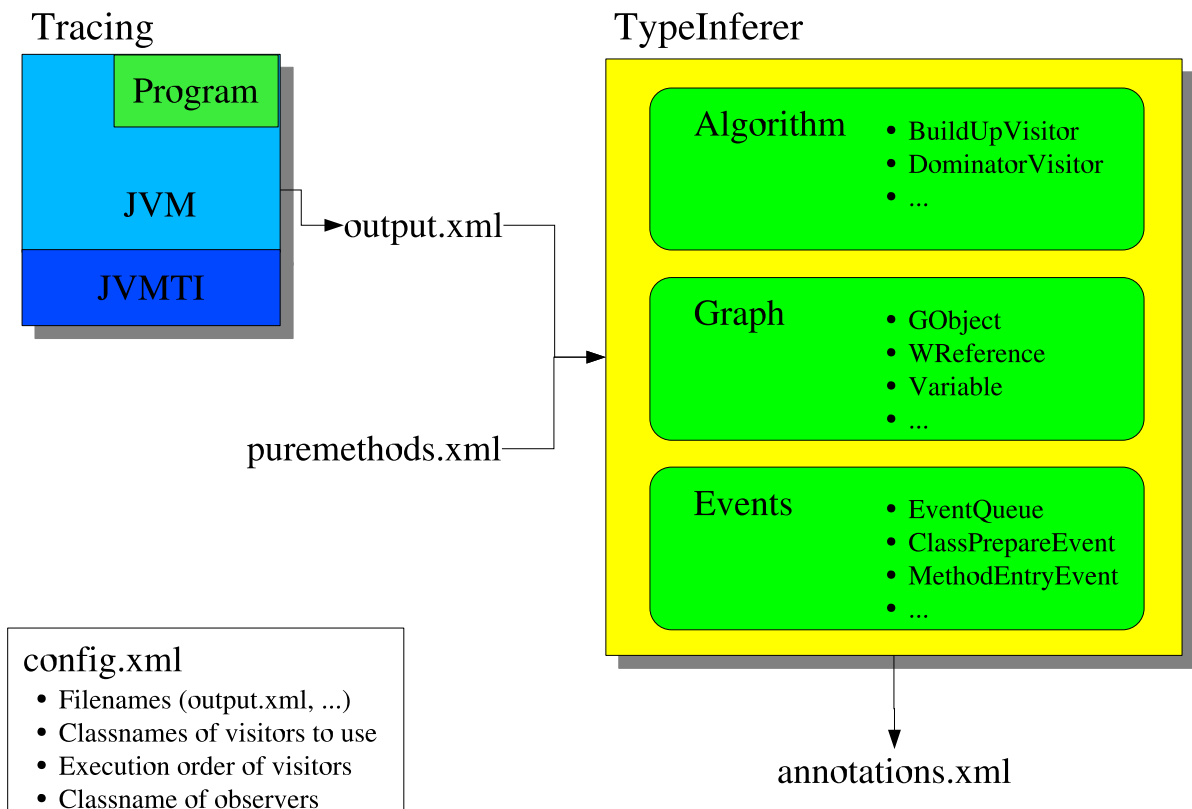 Tracing
Program
JVM
JVMTI
output.xml
puremethods.xml
TypeInferer
Algorithm
• BuildUpVisitor
• DominatorVisitor
• ...
Graph
• GObject
• WReference
• Variable
• ...
Events
• EventQueue
• ClassPrepareEvent
• MethodEntryEvent
• ...
annotations.xml
config.xml
• Filenames (output.xml, ...)
• Classnames of visitors to use
• Execution order of visitors
• Classname of observers